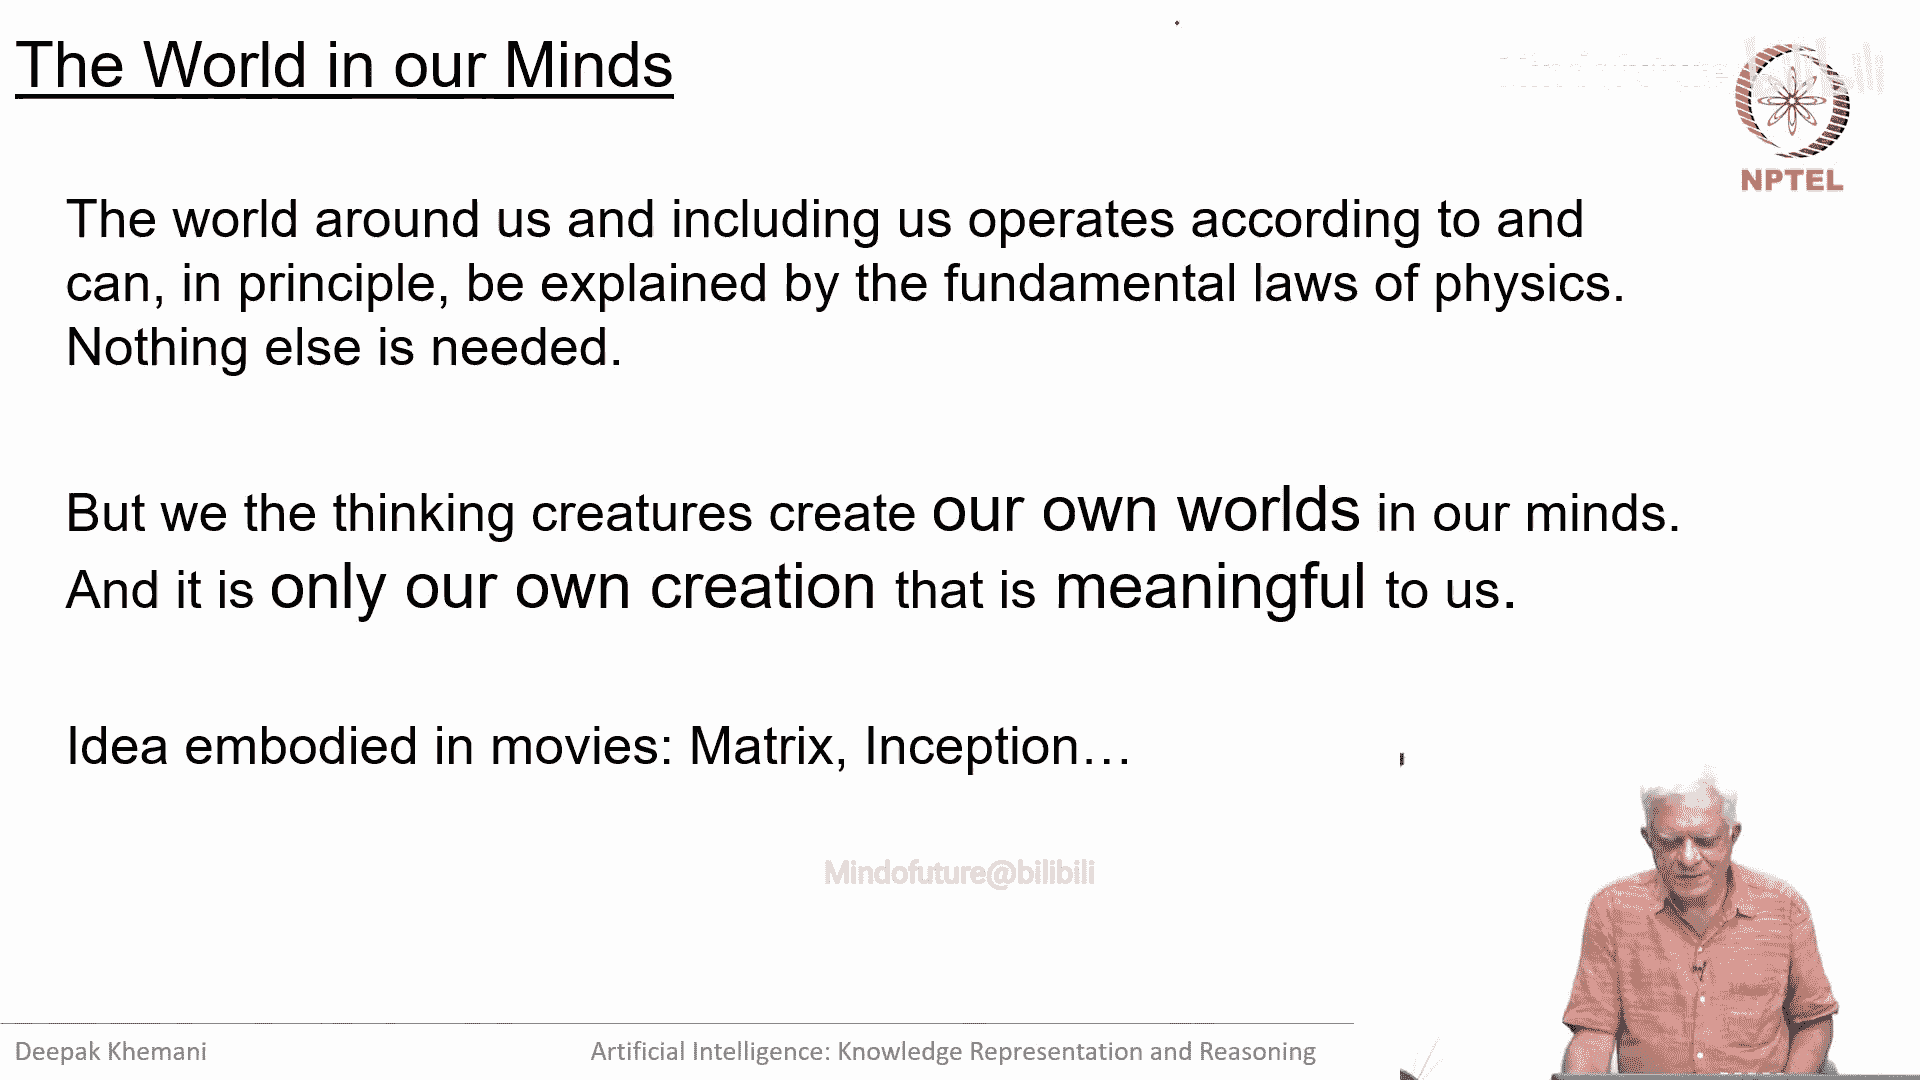 The World in our Minds
NPTEL
The world around us and including us operates according to and
can, in principle, be explained by the fundamental laws of physics.
Nothing else is needed.
But we the thinking creatures create our own worlds in our minds.
And it is only our own creation that is meaningful to us.
Idea embodied in movies: Matrix, Inception…
Mindofuture@bilibili
Deepak Khemani
Artificial Intelligence: Knowledge Representation and Reasoning